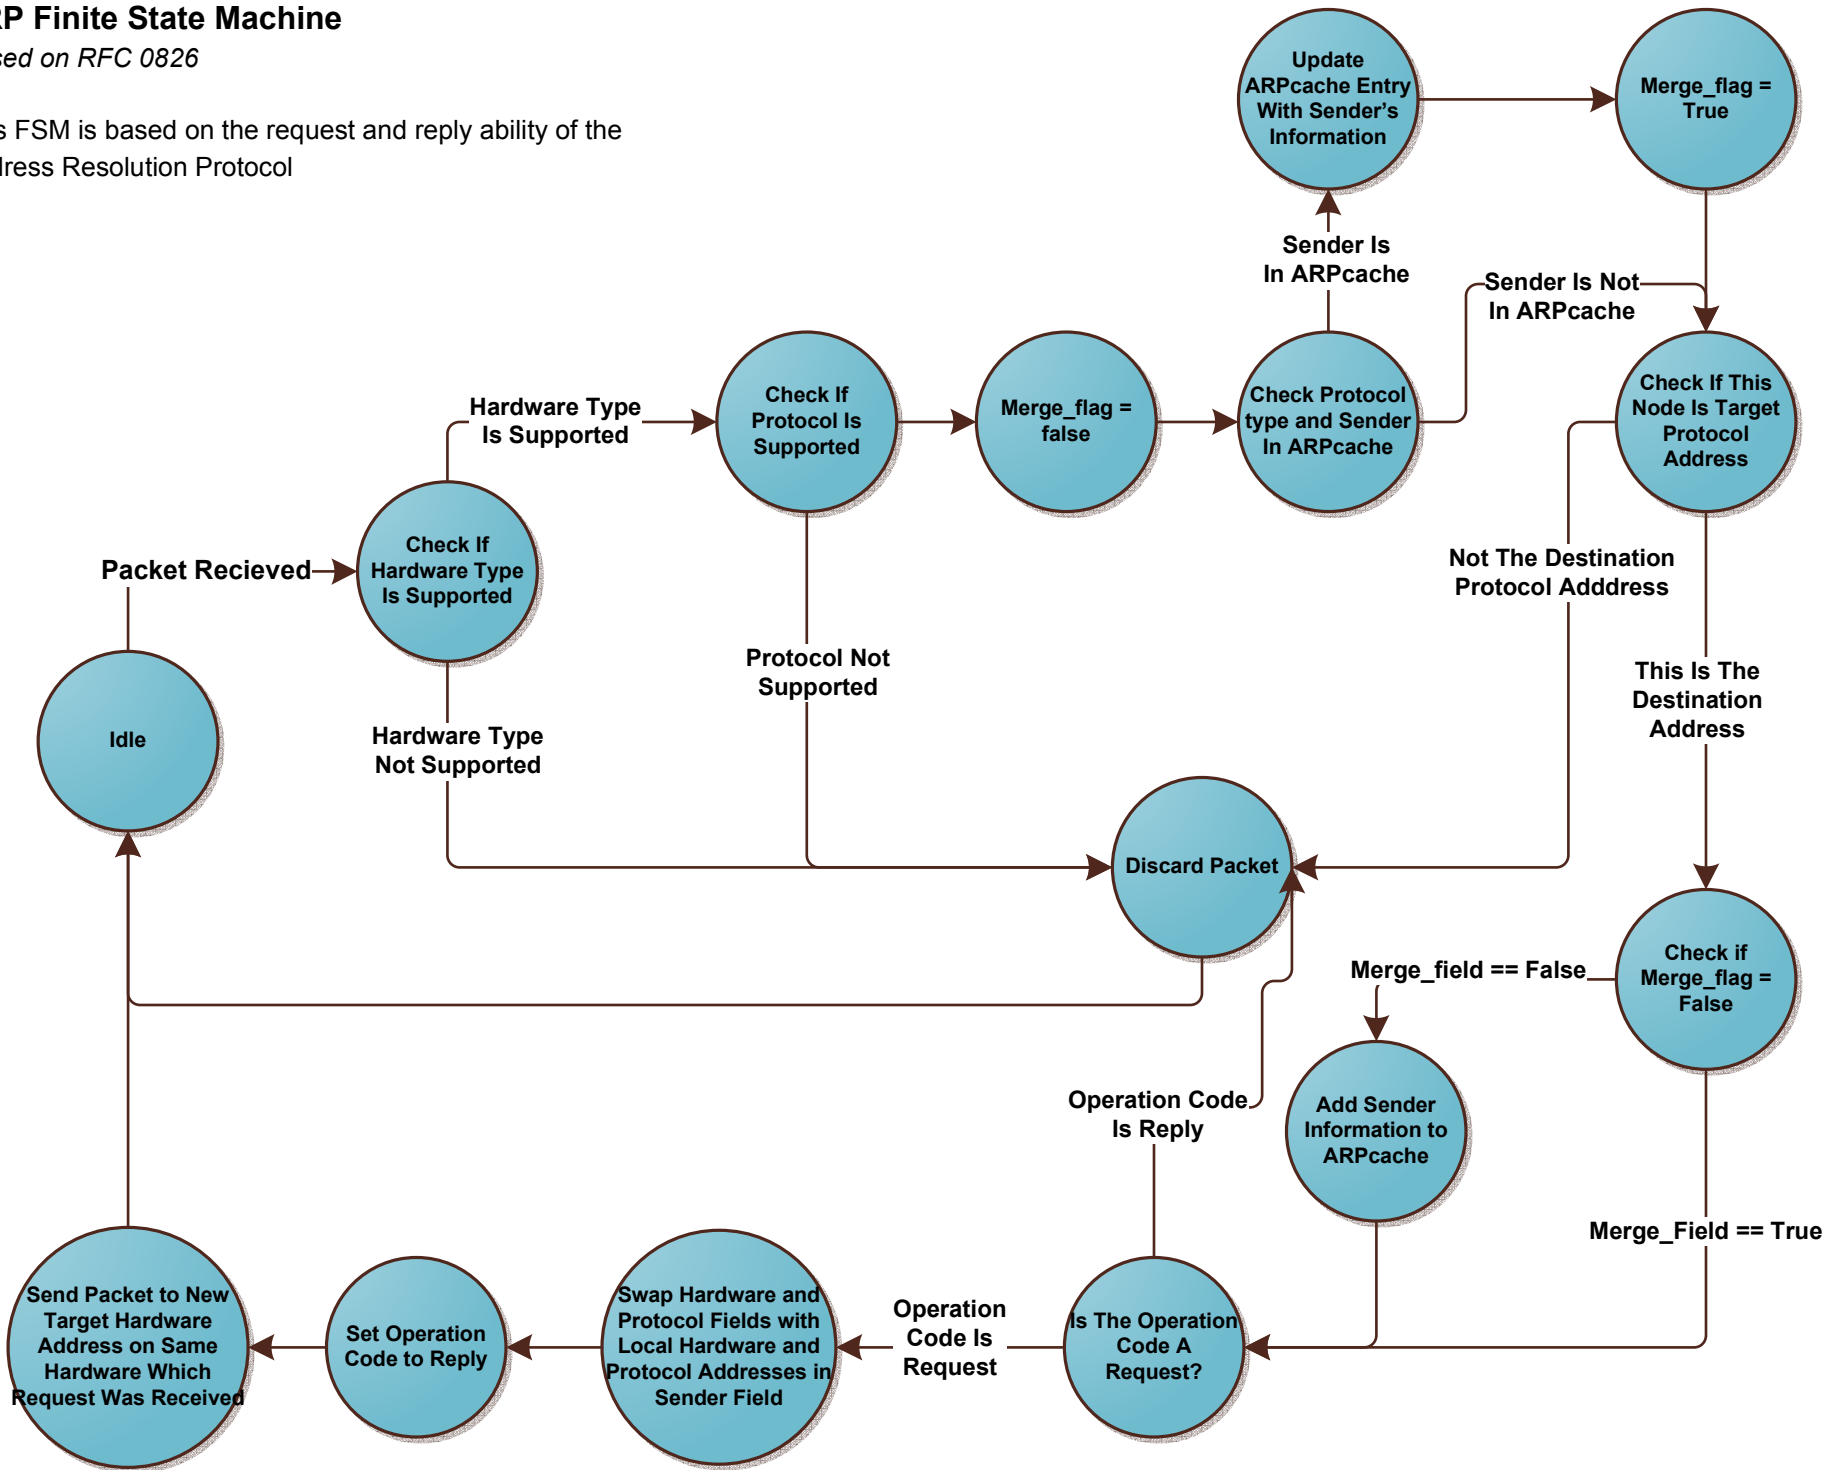 RP Finite State Machine
sed on RFC 0826
s FSM is based on the request and reply ability of the
dress Resolution Protocol
Update
ARPcache Entry
With Sender's
Information
Merge_flag =
True
Sender Is
In ARPcache
Sender Is Not
In ARPcache
Hardware Type
Is Supported
Check If
Protocol Is
Supported
Merge_flag =
false
Check Protocol
type and Sender
In ARPcache
Check If This
Node Is Target
Protocol
Address
Packet Recieved
Check If
Hardware Type
Is Supported
Not The Destination
Protocol Adddress
Protocol Not
Supported
This Is The
Destination
Address
Idle
Hardware Type
Not Supported
Discard Packet
Merge_field == False
Check if
Merge_flag =
False
Operation Code
Is Reply
Add Sender
Information to
ARPcache
Merge_Field == True
Send Packet to New
Target Hardware
Address on Same
Hardware Which
Request Was Received
Set Operation
Code to Reply
Swap Hardware and
Protocol Fields with
Local Hardware and
Protocol Addresses in
Sender Field
Operation
Code Is
Request
Is The Operation
Code A
Request?